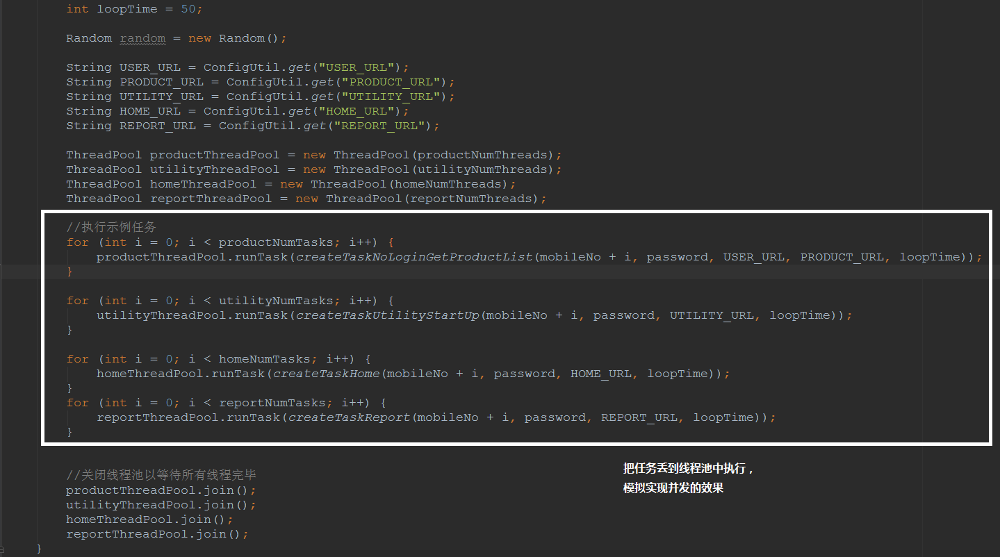 int loopTime = 50;
Random random = new Random();
String USER_URL = ConfigUtil.get("USER_URL");
String PRODUCT_URL = ConfigUtil.get("PRODUCT_URL");
String UTILITY_URL = ConfigUtil.get("UTILITY_URL");
String HOME_URL = ConfigUtil.get("HOME_URL");
String REPORT_URL = ConfigUtil.get("REPORT_URL");
ThreadPool productThreadPool = new ThreadPool(productNumThreads);
ThreadPool utilityThreadPool = new ThreadPool(utilityNumThreads);
ThreadPool homeThreadPool = new ThreadPool(homeNumThreads);
ThreadPool reportThreadPool = new ThreadPool(reportNumThreads);
//执行示例任务
for (int i = 0; i < productNumTasks; i++) {
productThreadPool.runTask(createTaskNoLoginGetProductList(mobileNo + i, password, USER_URL, PRODUCT_URL, loopTime));
}
for (int i = 0; i < utilityNumTasks; i++) {
utilityThreadPool.runTask(createTaskUtilityStartUp(mobileNo + i, password, UTILITY_URL, loopTime));
}
for (int i = 0; i < homeNumTasks; i++) {
homeThreadPool.runTask(createTaskHome(mobileNo + i, password, HOME_URL, loopTime));
}
for (int i = 0; i < reportNumTasks; i++) {
reportThreadPool.runTask(createTaskReport(mobileNo + i, password, REPORT_URL, loopTime));
}
把任务丢到线程池中执行，
模拟实现并发的效果
//关闭线程池以等待所有线程完毕
productThreadPool.join();
utilityThreadPool.join();
homeThreadPool.join();
reportThreadPool.join();
}